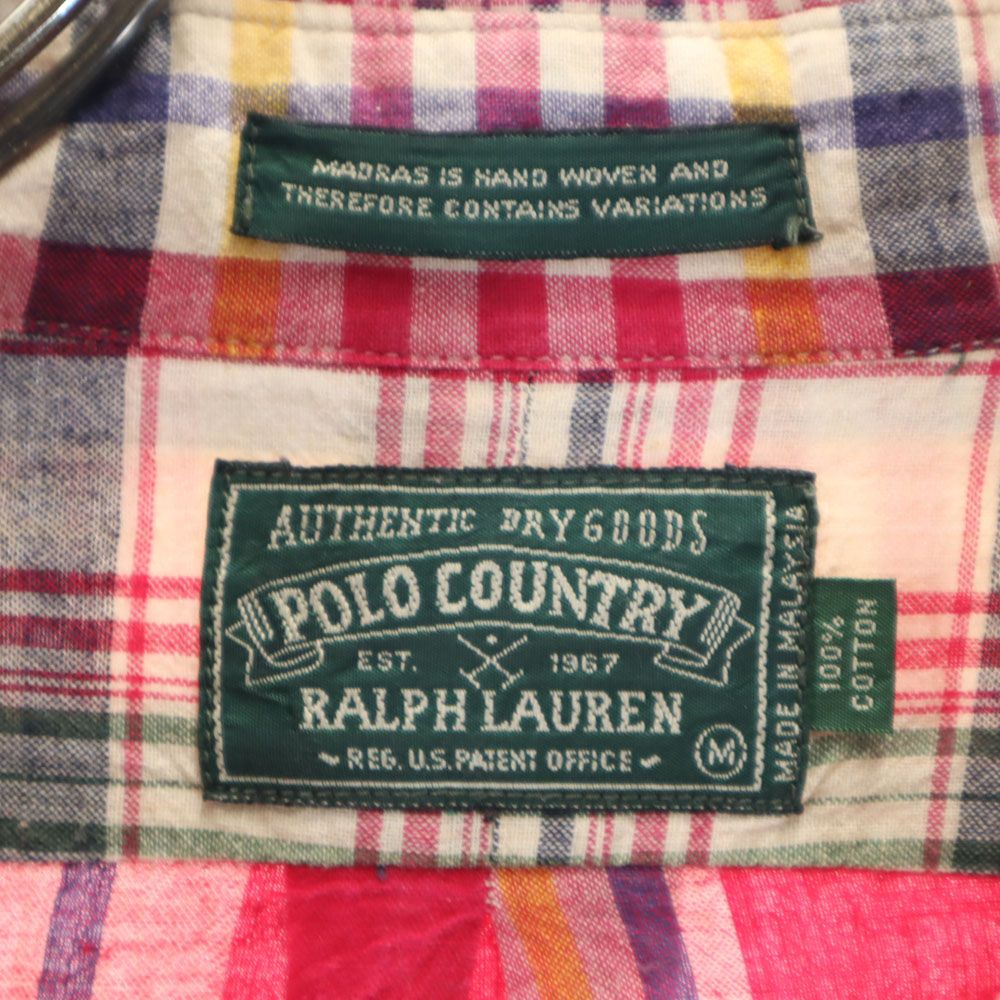 MADRAS IS HAND WOVEN AND
THEREFORE CONTAINS VARIATIONS
AUTHENTIC DRY GOODS
POLO COUNTRY
EST. 1967
RALPH LAUREN
REG. U.S. PATENT OFFICE
M
MADE IN MALAYSIA
100%
COTTON